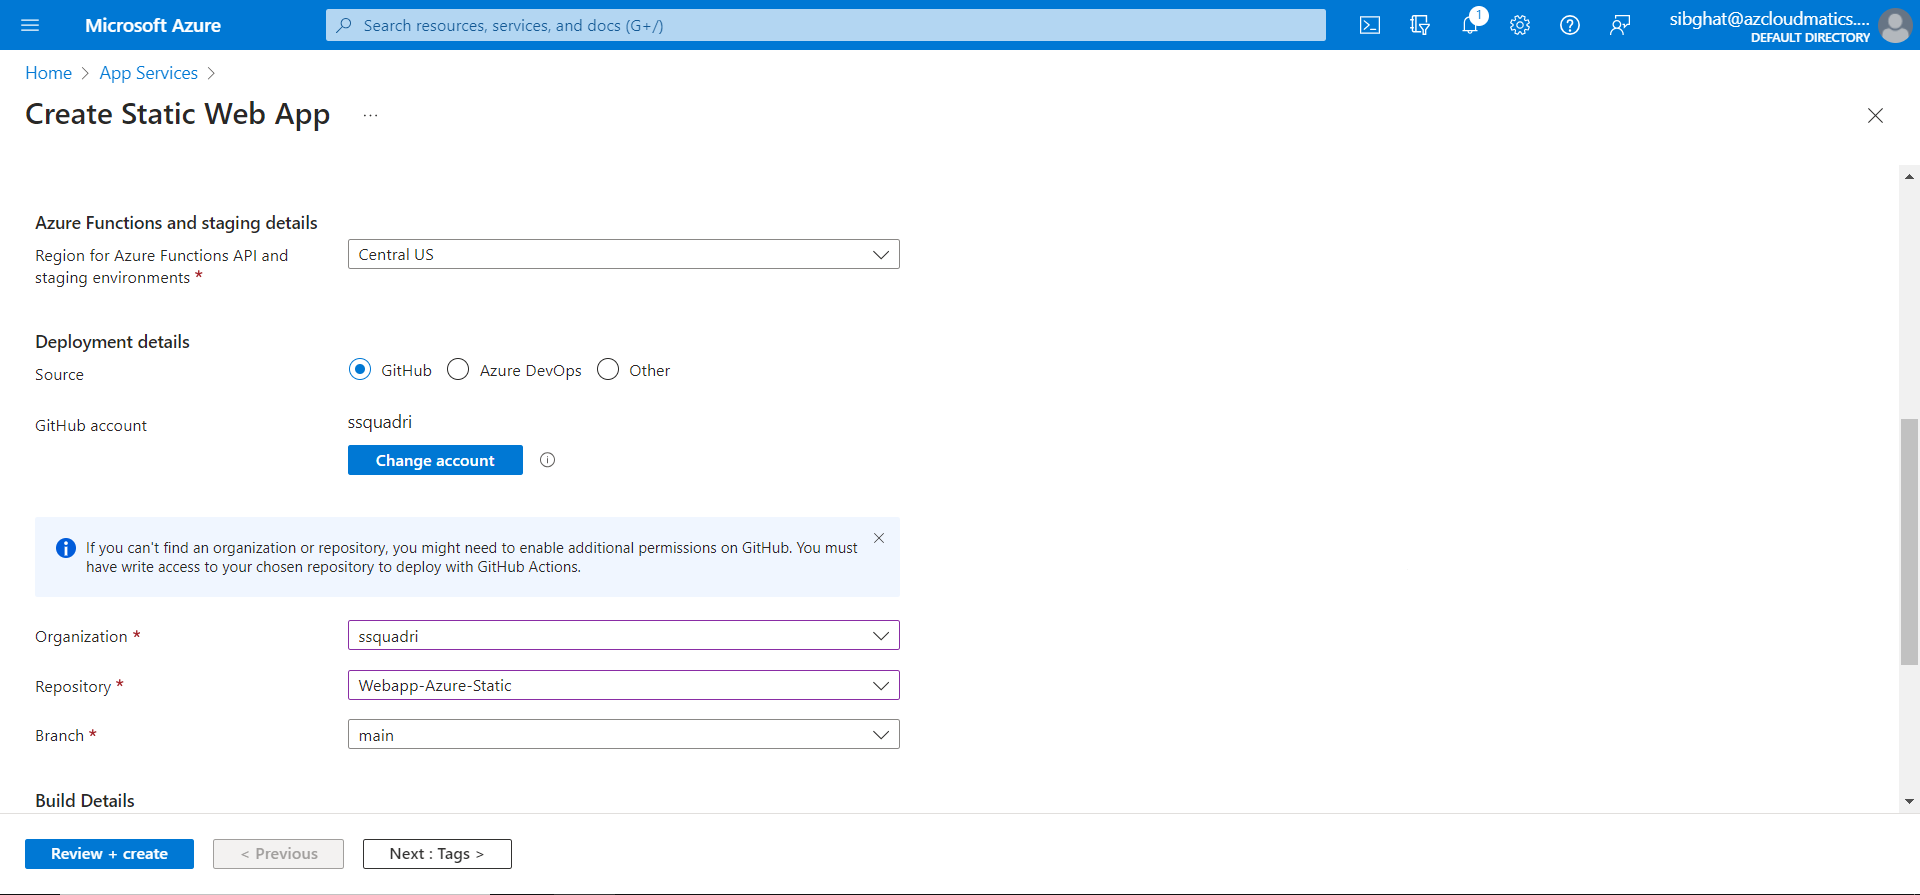 Microsoft Azure
Search resources, services, and docs (G+/)
1
sibghat@azcloudmatics....
DEFAULT DIRECTORY
Home > App Services >
Create Static Web App ...
Azure Functions and staging details
Region for Azure Functions API and
staging environments *
Central US
Deployment details
Source
GitHub
Azure DevOps
Other
GitHub account
ssquadri
Change account
If you can't find an organization or repository, you might need to enable additional permissions on GitHub. You must
have write access to your chosen repository to deploy with GitHub Actions.
Organization *
ssquadri
Repository *
Webapp-Azure-Static
Branch *
main
Build Details
Review + create
< Previous
Next : Tags >